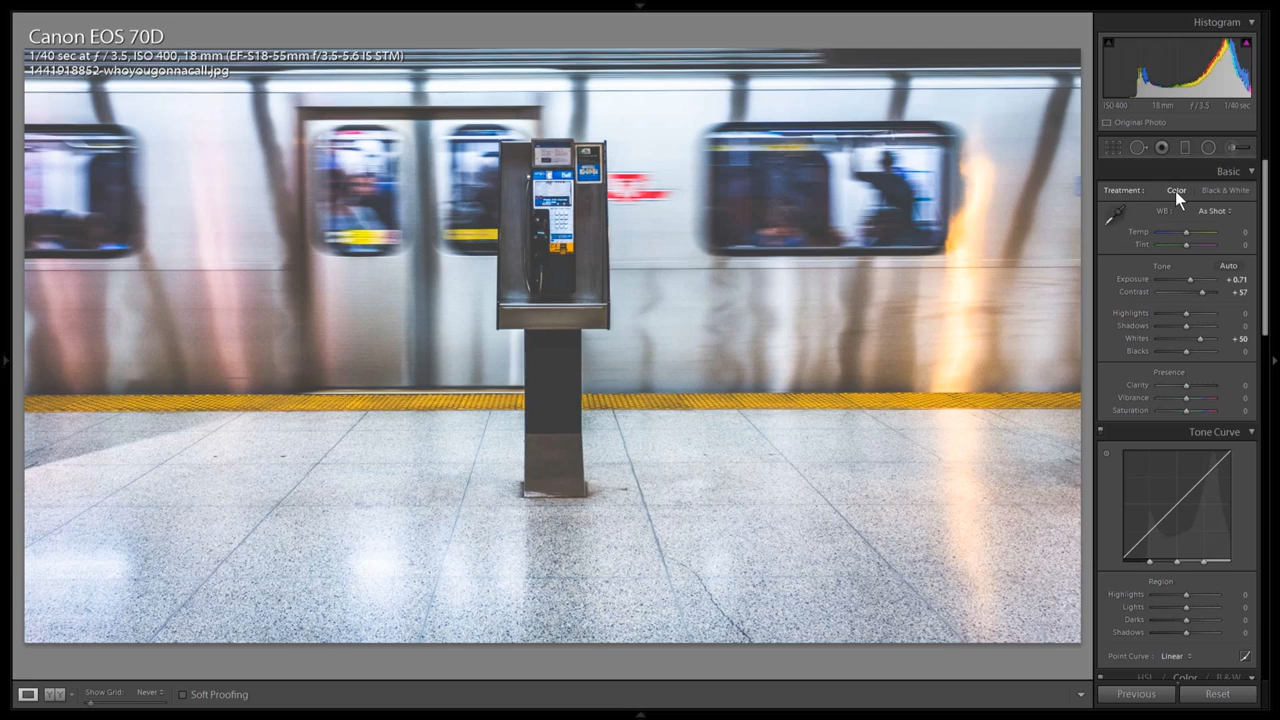 Canon EOS 70D
1/40 sec at ƒ / 3.5, ISO 400, 18 mm (EF-S18-55mm f/3.5-5.6 IS STM)
1441918852-whoyougonnacall.jpg
Bell
Histogram
ISO 400 18 mm ƒ / 3.5 1/40 sec
Original Photo
Basic
Treatment : Color Black & White
WB : As Shot
Temp 0
Tint 0
Tone Auto
Exposure + 0.71
Contrast + 57
Highlights 0
Shadows 0
Whites + 50
Blacks 0
Presence
Clarity 0
Vibrance 0
Saturation 0
Tone Curve
Region
Highlights 0
Lights 0
Darks 0
Shadows 0
Point Curve : Linear
HSL / Color / B & W
Previous Reset
Show Grid: Never Soft Proofing